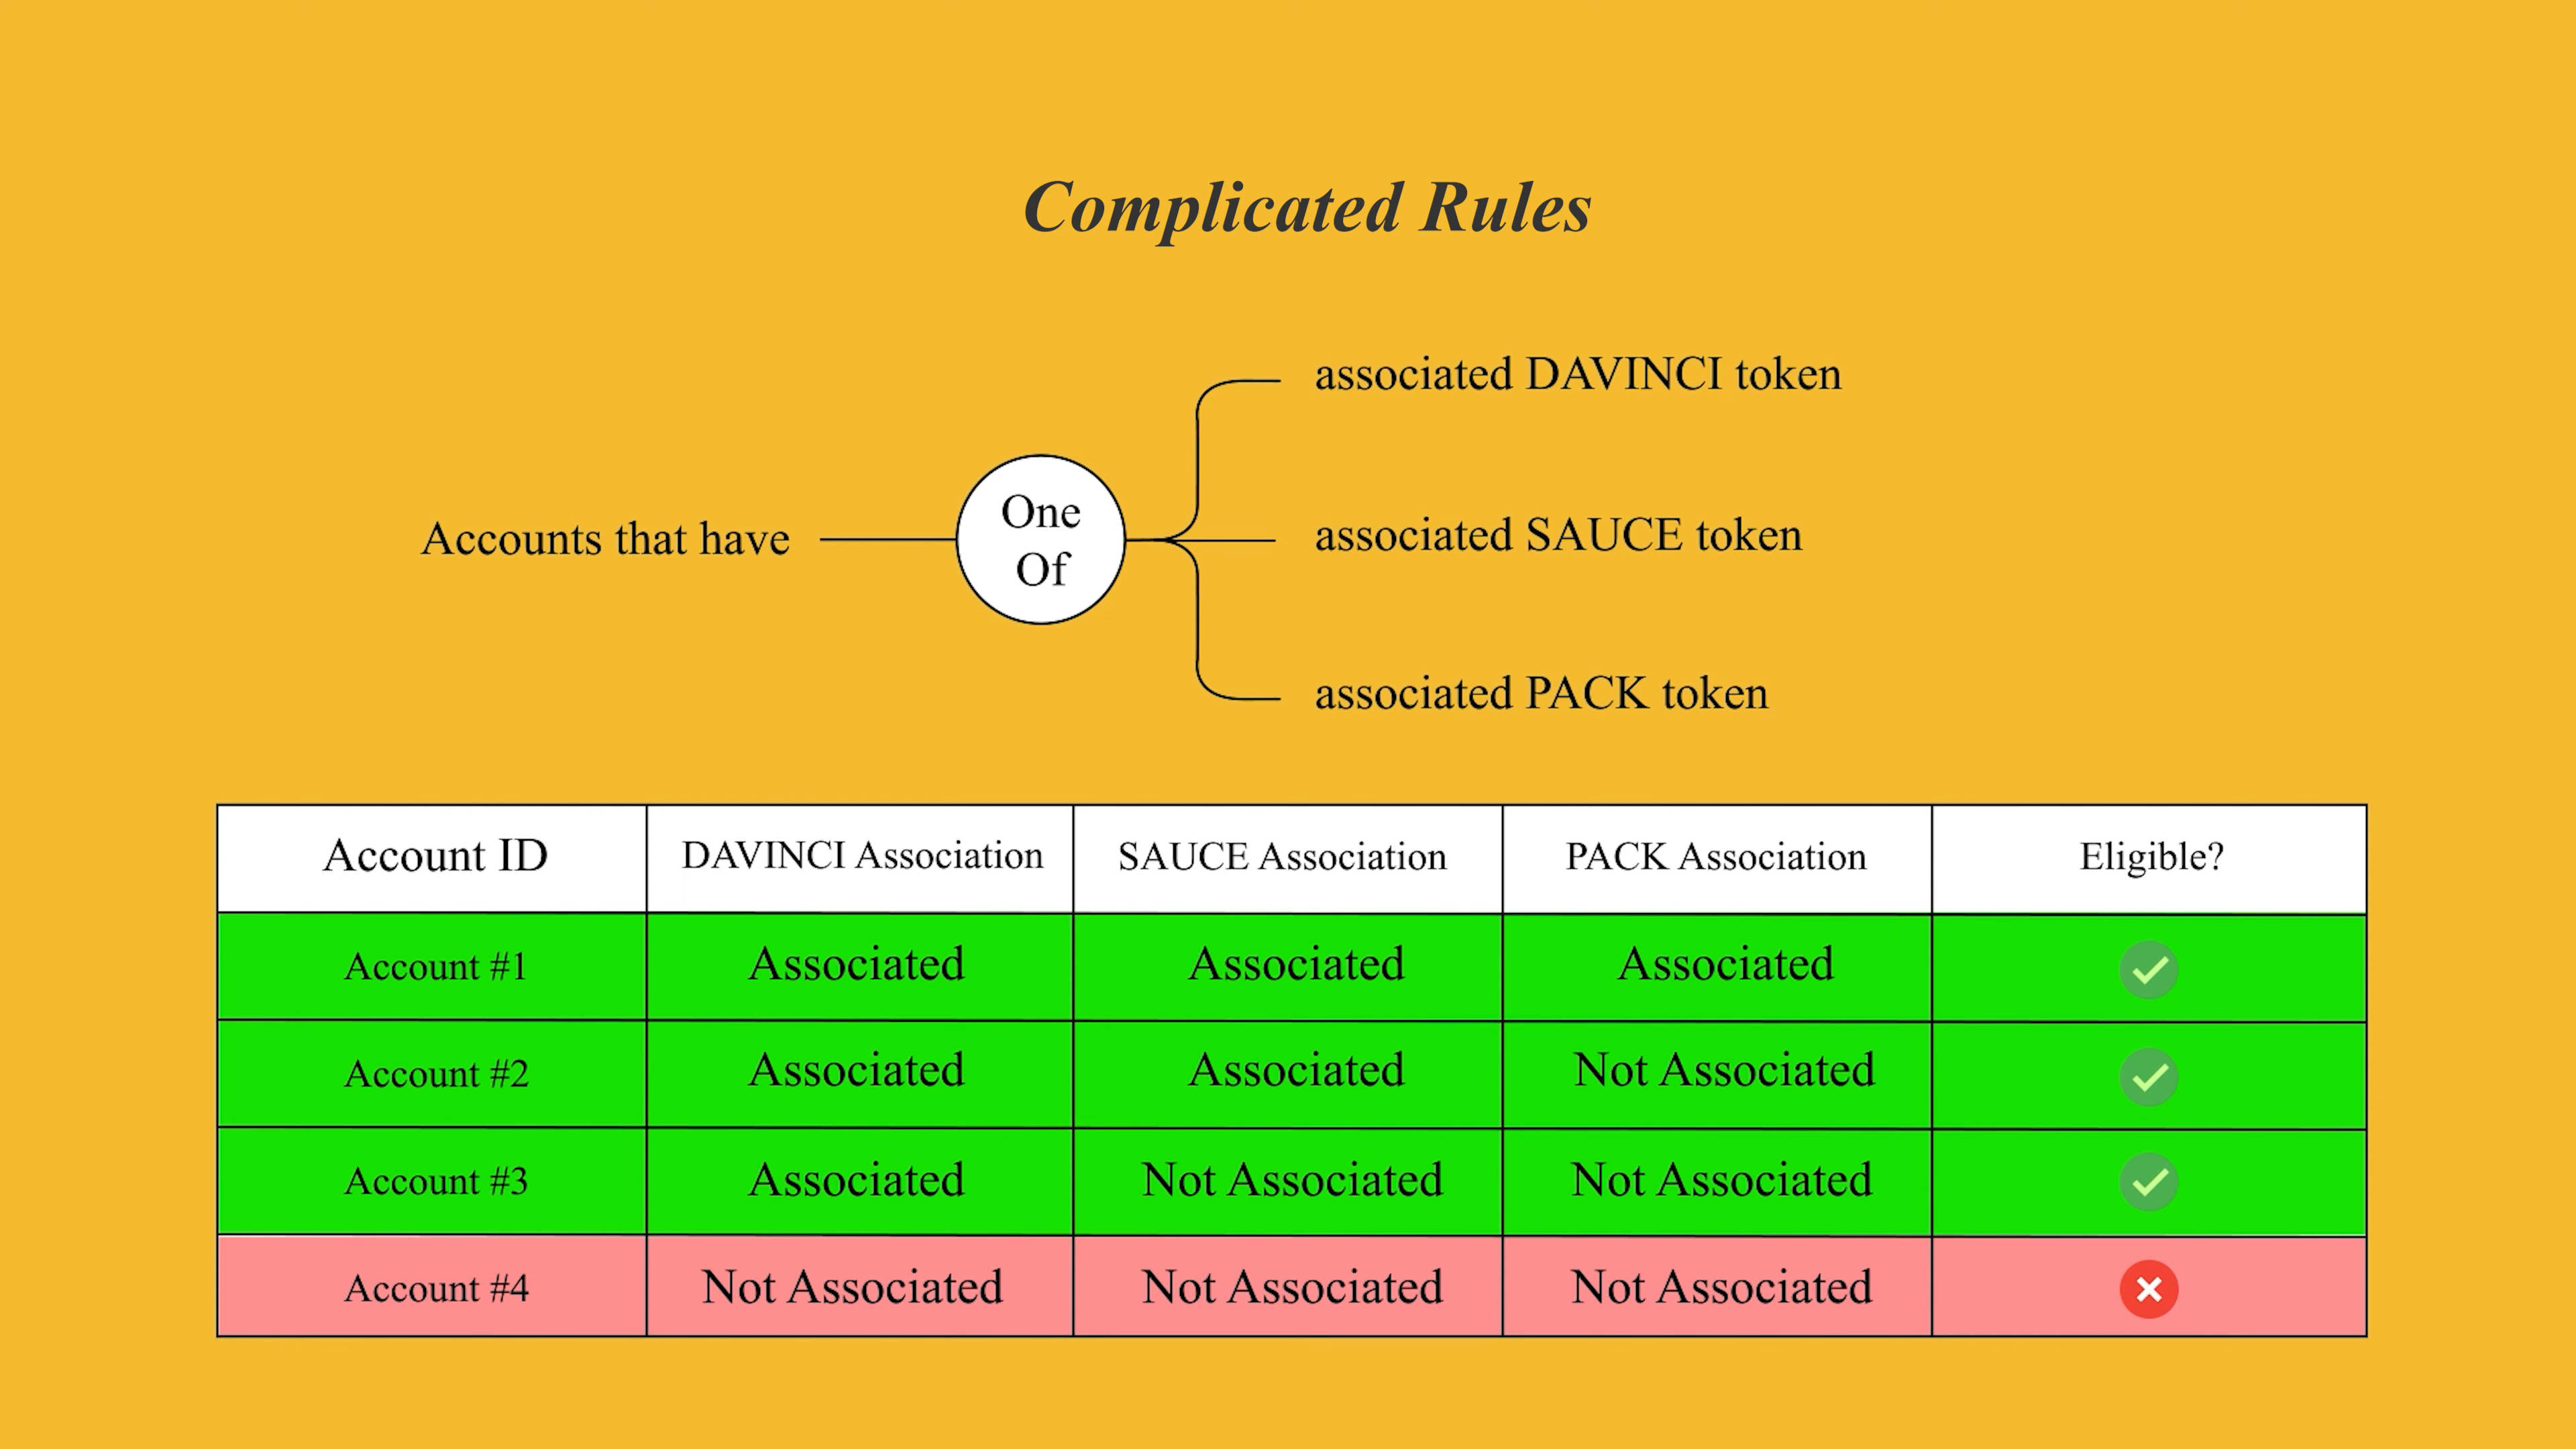 Complicated Rules
associated DAVINCI token
Accounts that have
One
Of
associated SAUCE token
associated PACK token
Account ID DAVINCI Association SAUCE Association PACK Association Eligible?
Account #1 Associated Associated Associated
Account #2 Associated Associated Not Associated
Account #3 Associated Not Associated Not Associated
Account #4 Not Associated Not Associated Not Associated